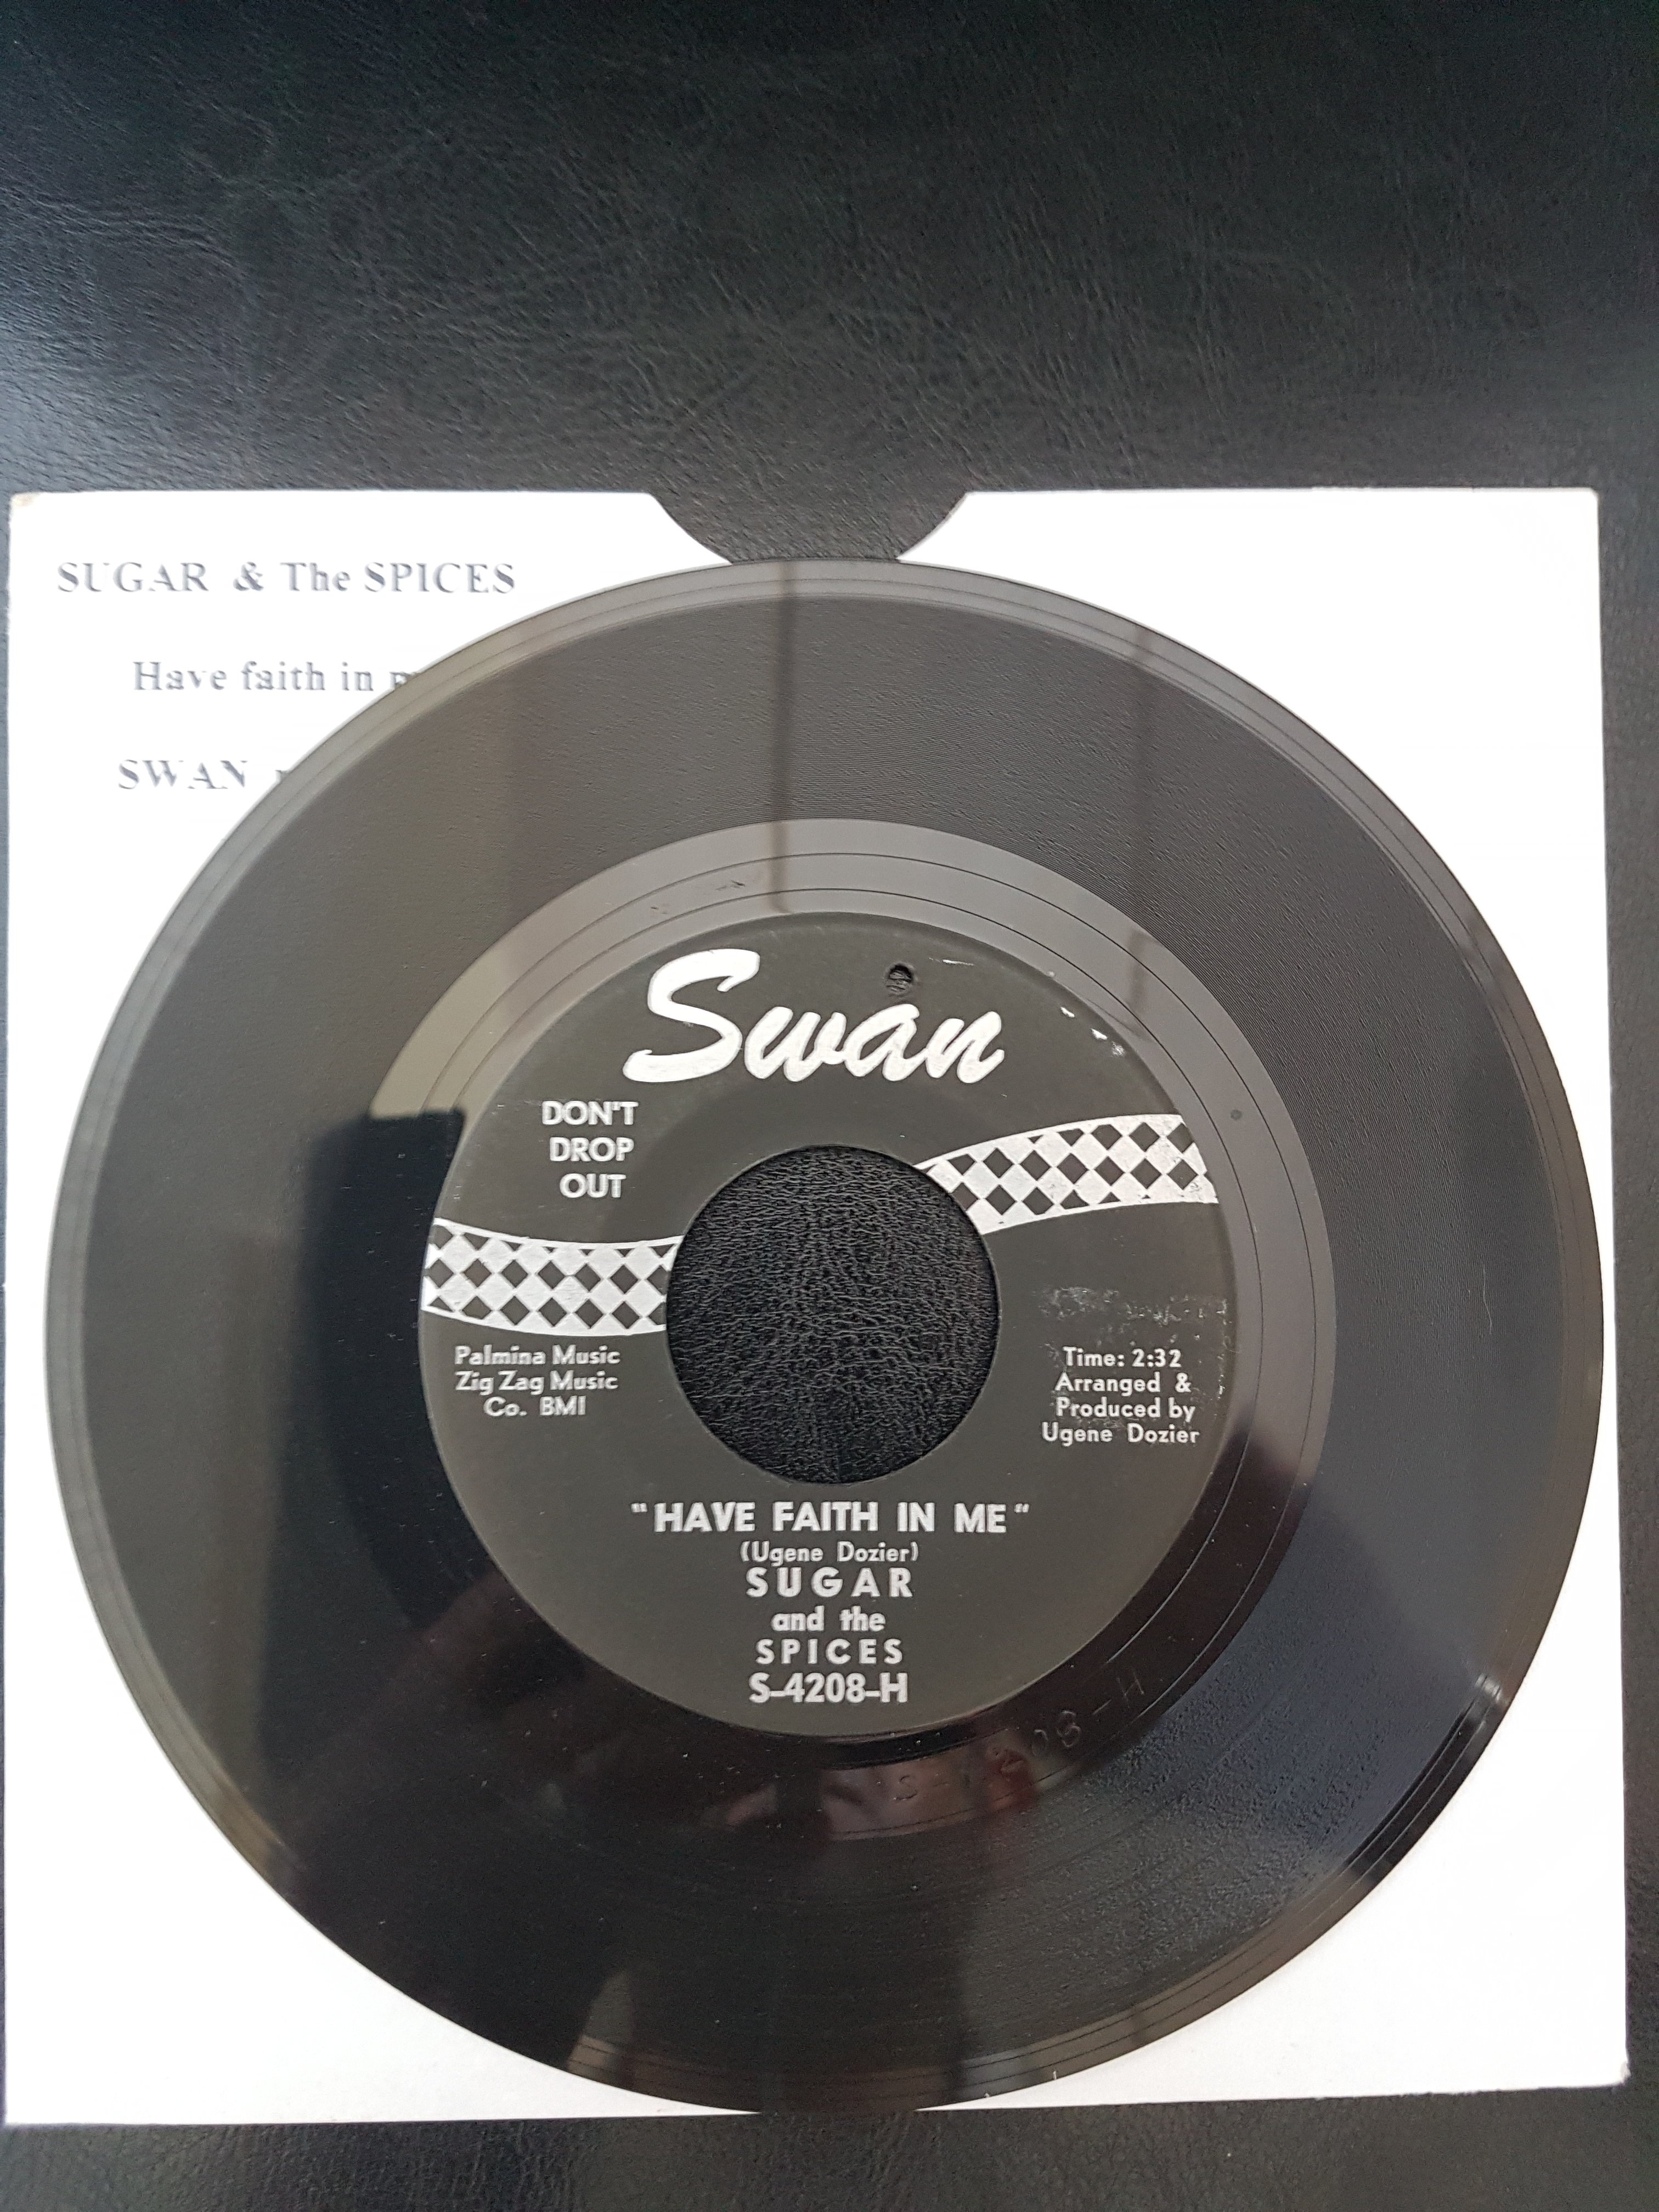 SUGAR & The SPICES
Have faith in
SWAN
Swan
DON'T
DROP
OUT
Palmina Music
Zig Zag Music
Co. BMI
Time: 2:32
Arranged &
Produced by
Ugene Dozier
"HAVE FAITH IN ME"
(Ugene Dozier)
SUGAR
and the
SPICES
S-4208-H